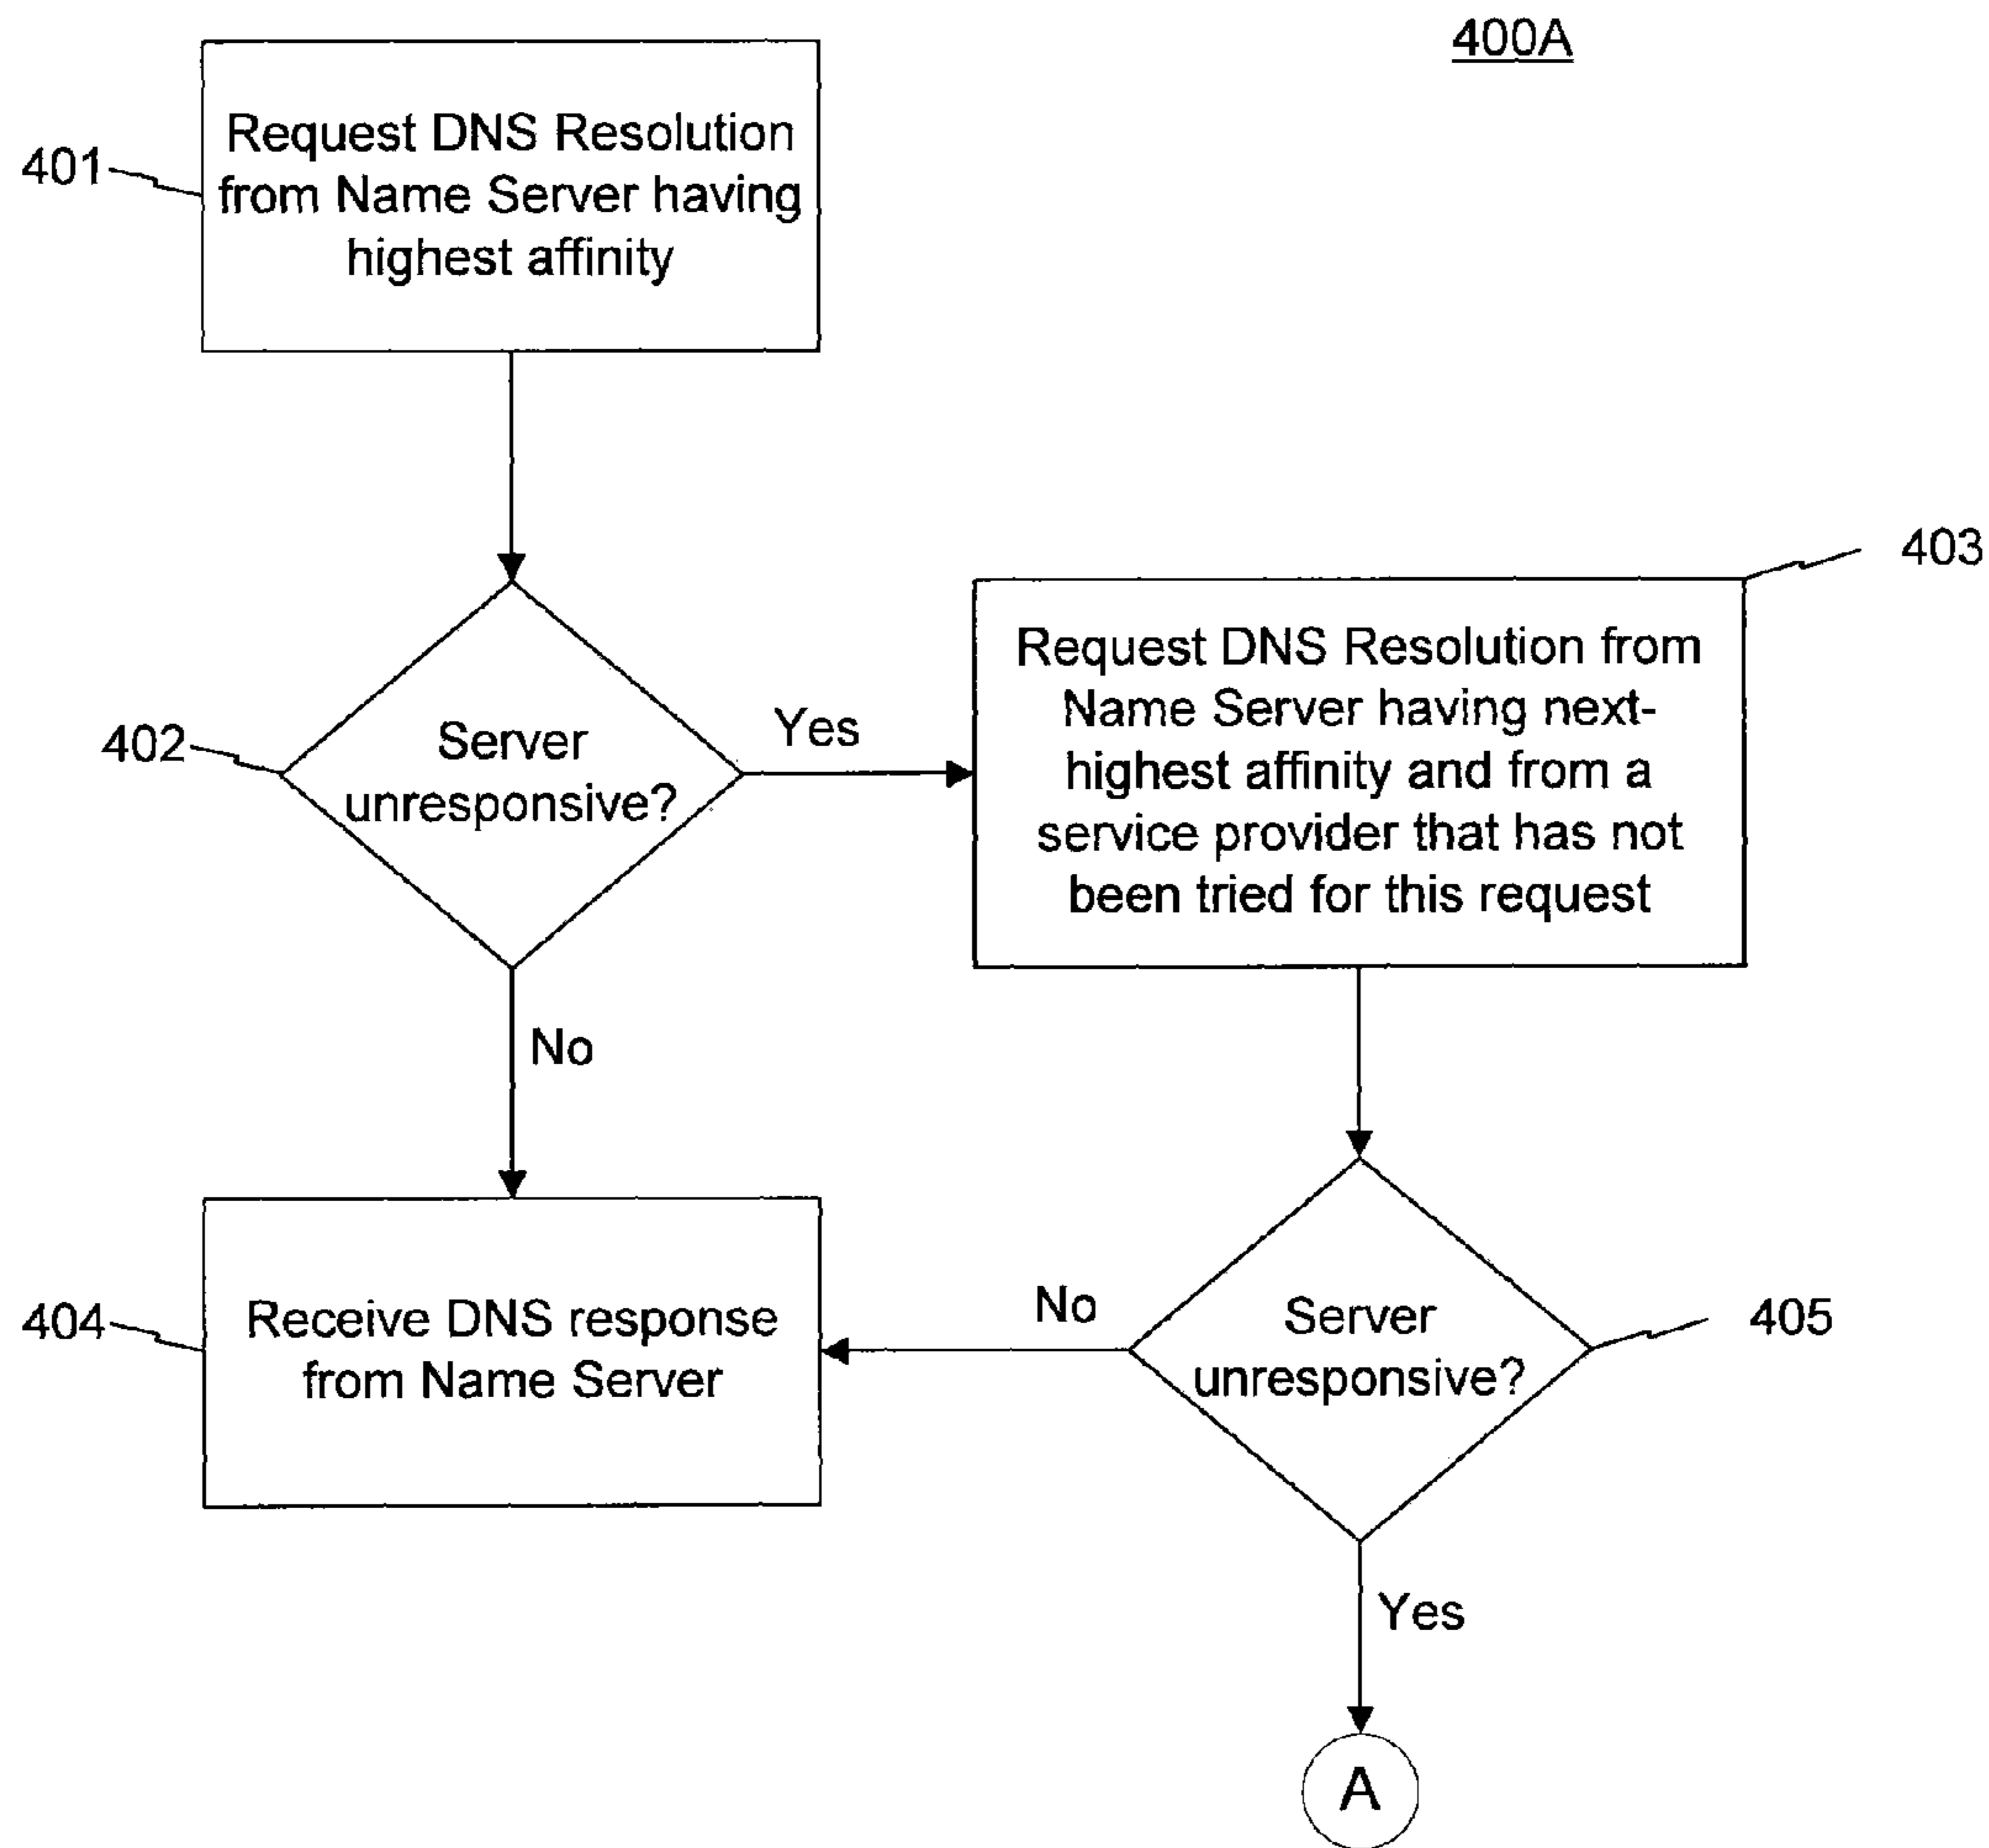 400A
Request DNS Resolution
from Name Server having
highest affinity
401
403
Request DNS Resolution from
Name Server having next-
highest affinity and from a
service provider that has not
been tried for this request
402
Server
unresponsive?
Yes
No
404
Receive DNS response
from Name Server
No
Server
unresponsive?
405
Yes
A